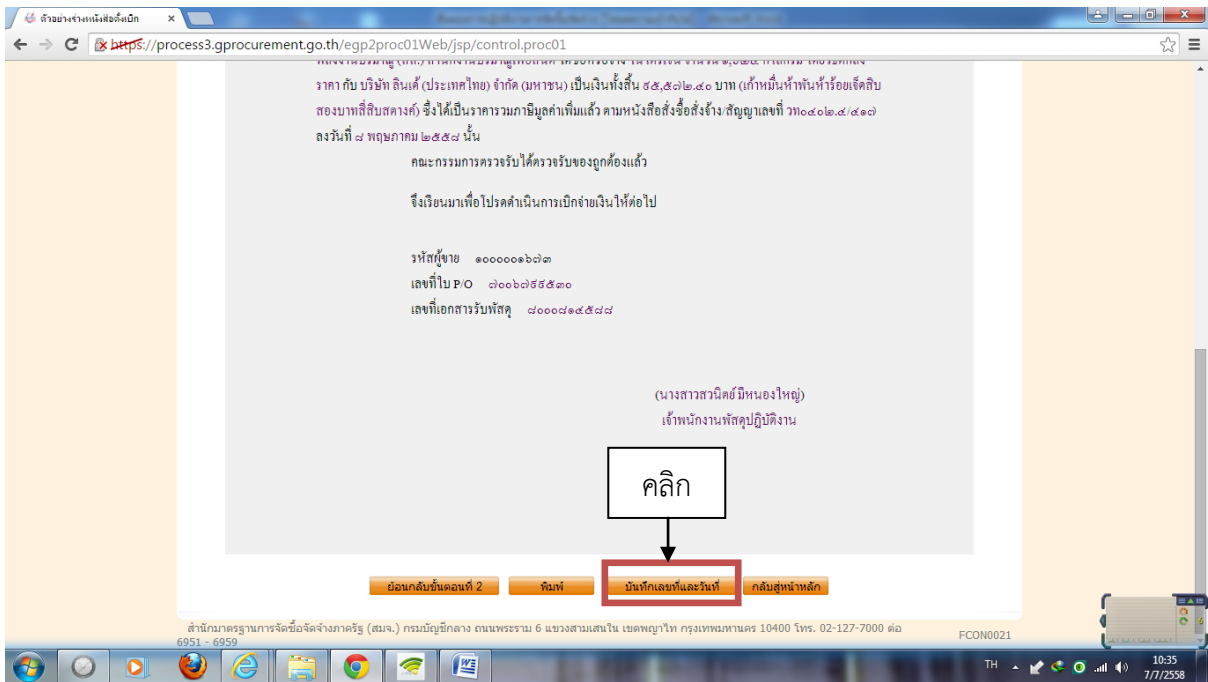 ตัวอย่างร่างหนังสือตั้งเบิก
https://process3.gprocurement.go.th/egp2proc01Web/jsp/control.proc01
ราคา กับ บริษัท ลินเด้ (ประเทศไทย) จำกัด (มหาชน) เป็นเงินทั้งสิ้น ๙๕,๕๗๒.๔๐ บาท (เก้าหมื่นห้าพันห้าร้อยเจ็ดสิบ
สองบาทสี่สิบสตางค์) ซึ่งได้เป็นราคารวมภาษีมูลค่าเพิ่มแล้ว ตามหนังสือสั่งซื้อสั่งจ้าง/สัญญาเลขที่ วท๐๔๐๒.๔/๔๑๗
ลงวันที่ ๘ พฤษภาคม ๒๕๕๘ นั้น
คณะกรรมการตรวจรับได้ตรวจรับของถูกต้องแล้ว
จึงเรียนมาเพื่อโปรดดำเนินการเบิกจ่ายเงินให้ต่อไป
รหัสผู้ขาย ๑๐๐๐๐๐๑๖๗๓
เลขที่ใบ P/O ๗๐๐๖๗๙๙๕๓๐
เลขที่เอกสารรับพัสดุ ๘๐๐๐๘๑๔๕๘๘
(นางสาวสวนิตย์ มีหนองใหญ่)
เจ้าพนักงานพัสดุปฏิบัติงาน
คลิก
ย้อนกลับขั้นตอนที่ 2 พิมพ์ บันทึกเลขที่และวันที่ กลับสู่หน้าหลัก
สำนักมาตรฐานการจัดซื้อจัดจ้างภาครัฐ (สมจ.) กรมบัญชีกลาง ถนนพระราม 6 แขวงสามเสนใน เขตพญาไท กรุงเทพมหานคร 10400 โทร. 02-127-7000 ต่อ
6951 - 6959
FCON0021
TH
10:35
7/7/2558